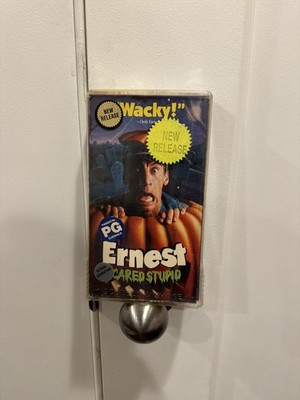 NEW
RELEASE
"Wacky!"
NEW
RELEASE
PG
Ernest
SCARED STUPID